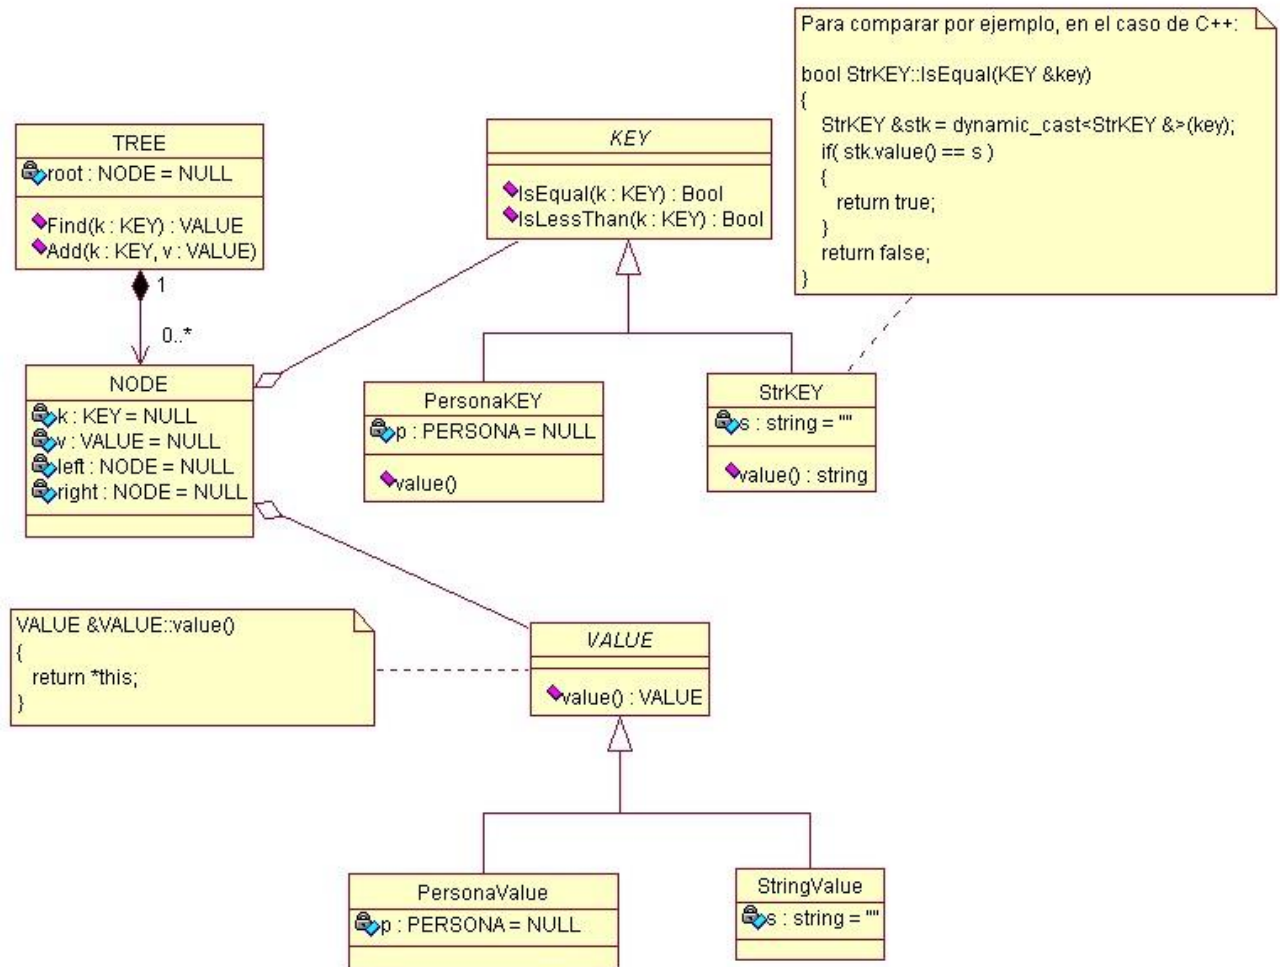 Para comparar por ejemplo, en el caso de C++:
bool StrKEY::IsEqual(KEY &key)
{
StrKEY &stk = dynamic_cast<StrKEY &>(key);
if( stk.value() == s )
{
return true;
}
return false;
}
TREE
root : NODE = NULL
Find(k : KEY) : VALUE
Add(k : KEY, v : VALUE)
1
0..*
KEY
IsEqual(k : KEY) : Bool
IsLessThan(k : KEY) : Bool
NODE
k : KEY = NULL
v : VALUE = NULL
left : NODE = NULL
right : NODE = NULL
PersonaKEY
p : PERSONA = NULL
value()
StrKEY
s : string = ""
value() : string
VALUE &VALUE::value()
{
return *this;
}
VALUE
value() : VALUE
PersonaValue
p : PERSONA = NULL
StringValue
s : string = ""